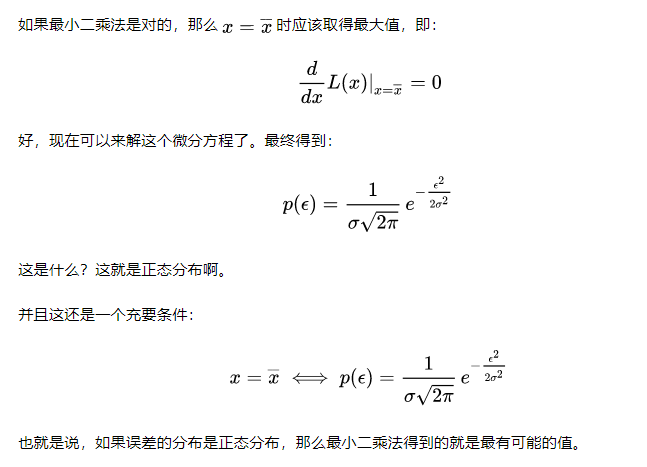 如果最小二乘法是对的，那么 $x = \overline{x}$ 时应该取得最大值，即：
$$\frac{d}{dx}L(x)|_{x=\overline{x}} = 0$$
好，现在可以来解这个微分方程了。最终得到：
$$p(\epsilon) = \frac{1}{\sigma\sqrt{2\pi}} e^{-\frac{\epsilon^2}{2\sigma^2}}$$
这是什么？这就是正态分布啊。
并且这还是一个充要条件：
$$x = \overline{x} \iff p(\epsilon) = \frac{1}{\sigma\sqrt{2\pi}} e^{-\frac{\epsilon^2}{2\sigma^2}}$$
也就是说，如果误差的分布是正态分布，那么最小二乘法得到的就是最有可能的值。